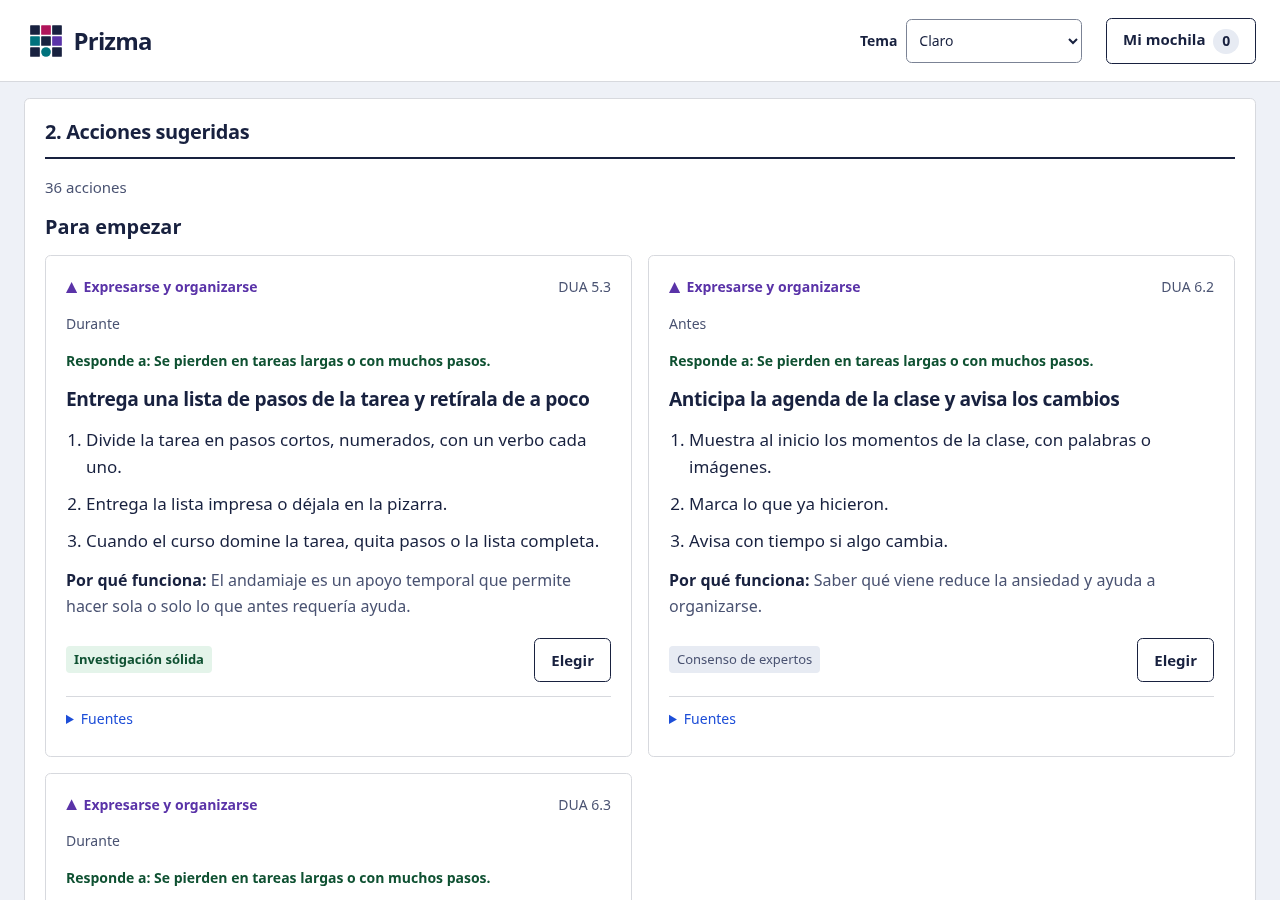 Prizma
Tema
Claro
Mi mochila 0
2. Acciones sugeridas
36 acciones
Para empezar
Expresarse y organizarse
DUA 5.3
Durante
Responde a: Se pierden en tareas largas o con muchos pasos.
Entrega una lista de pasos de la tarea y retírala de a poco
1. Divide la tarea en pasos cortos, numerados, con un verbo cada
uno.
2. Entrega la lista impresa o déjala en la pizarra.
3. Cuando el curso domine la tarea, quita pasos o la lista completa.
Por qué funciona: El andamiaje es un apoyo temporal que permite
hacer sola o solo lo que antes requería ayuda.
Investigación sólida
Elegir
Fuentes
Expresarse y organizarse
DUA 6.2
Antes
Responde a: Se pierden en tareas largas o con muchos pasos.
Anticipa la agenda de la clase y avisa los cambios
1. Muestra al inicio los momentos de la clase, con palabras o
imágenes.
2. Marca lo que ya hicieron.
3. Avisa con tiempo si algo cambia.
Por qué funciona: Saber qué viene reduce la ansiedad y ayuda a
organizarse.
Consenso de expertos
Elegir
Fuentes
Expresarse y organizarse
DUA 6.3
Durante
Responde a: Se pierden en tareas largas o con muchos pasos.